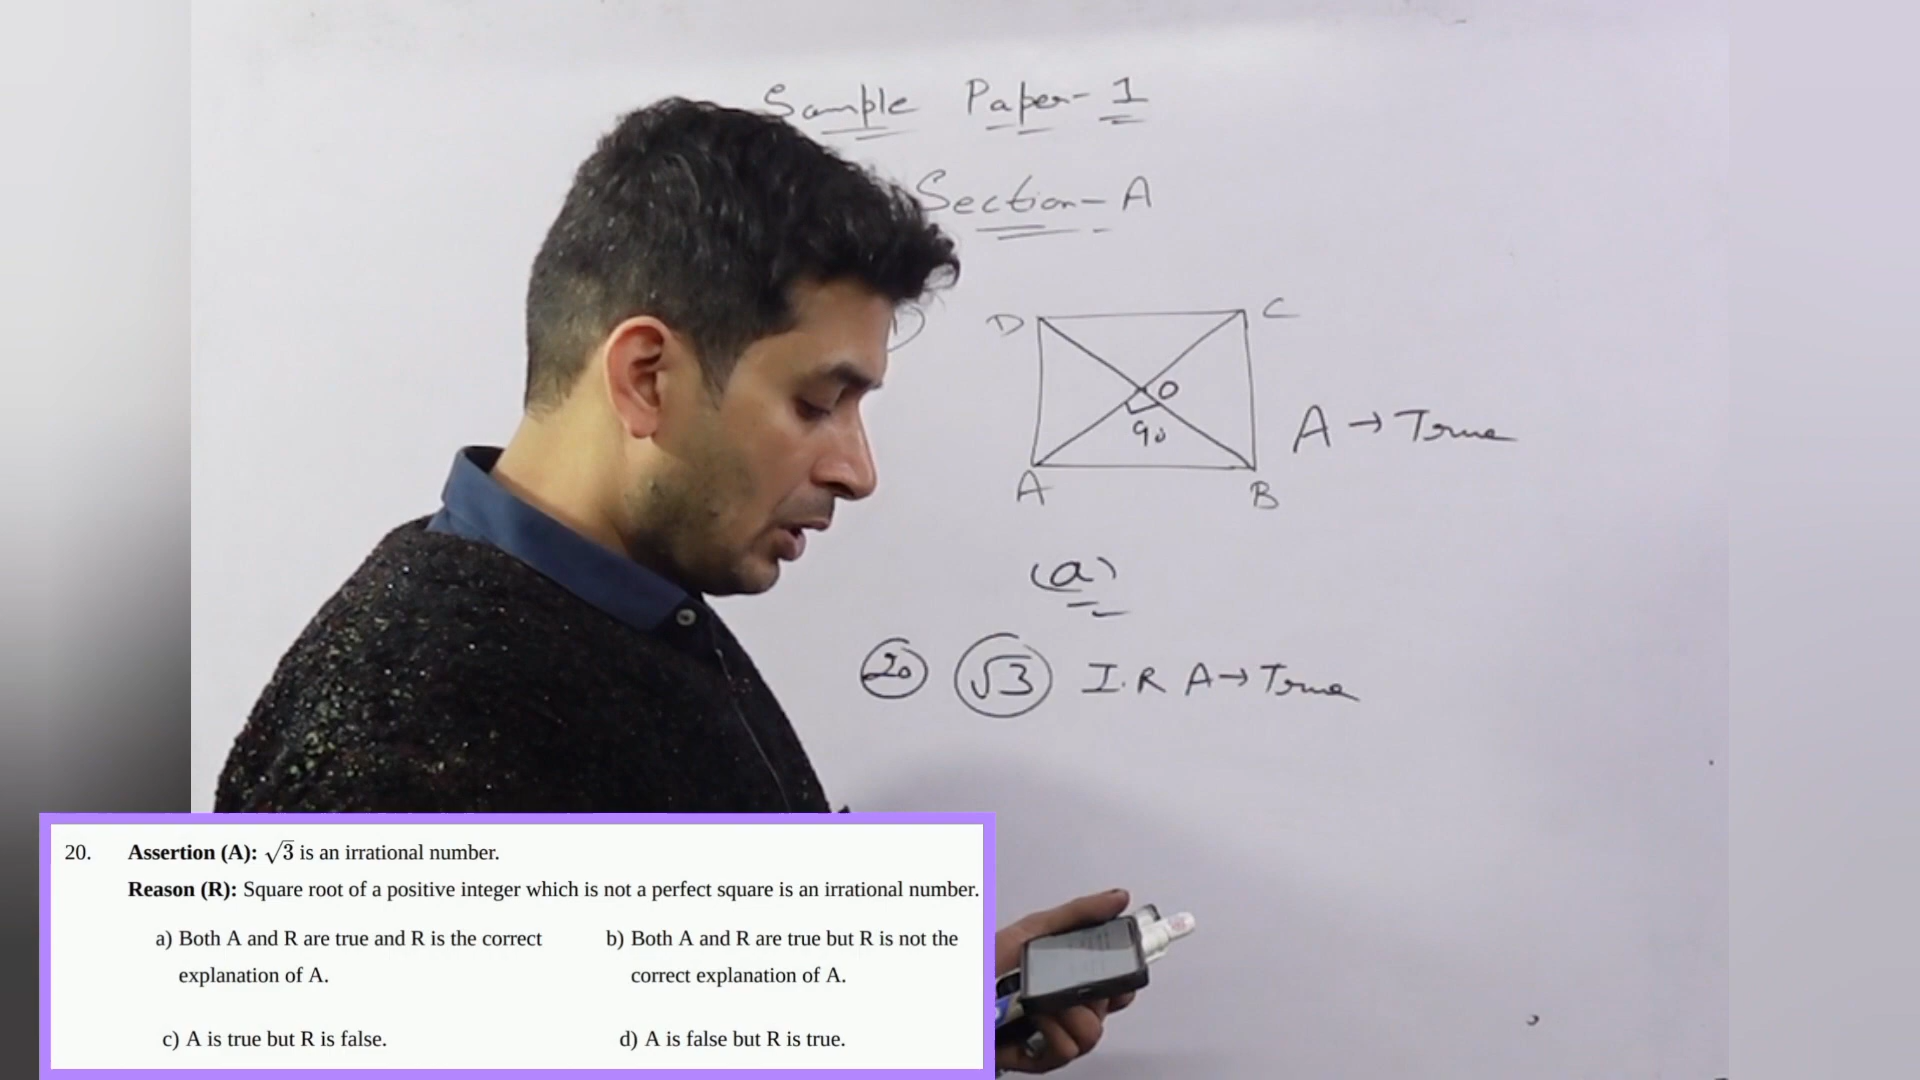 Sample Paper-1
Section-A
D C
O
90
A B
A → True
(a)
20 √3 I.R A→True
20. Assertion (A): √3 is an irrational number.
Reason (R): Square root of a positive integer which is not a perfect square is an irrational number.
a) Both A and R are true and R is the correct
explanation of A.
b) Both A and R are true but R is not the
correct explanation of A.
c) A is true but R is false.
d) A is false but R is true.